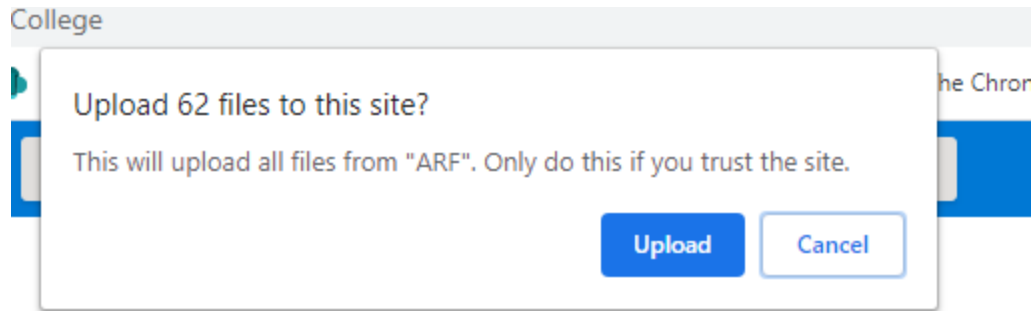 College
he Chron
Upload 62 files to this site?
This will upload all files from "ARF". Only do this if you trust the site.
Upload
Cancel